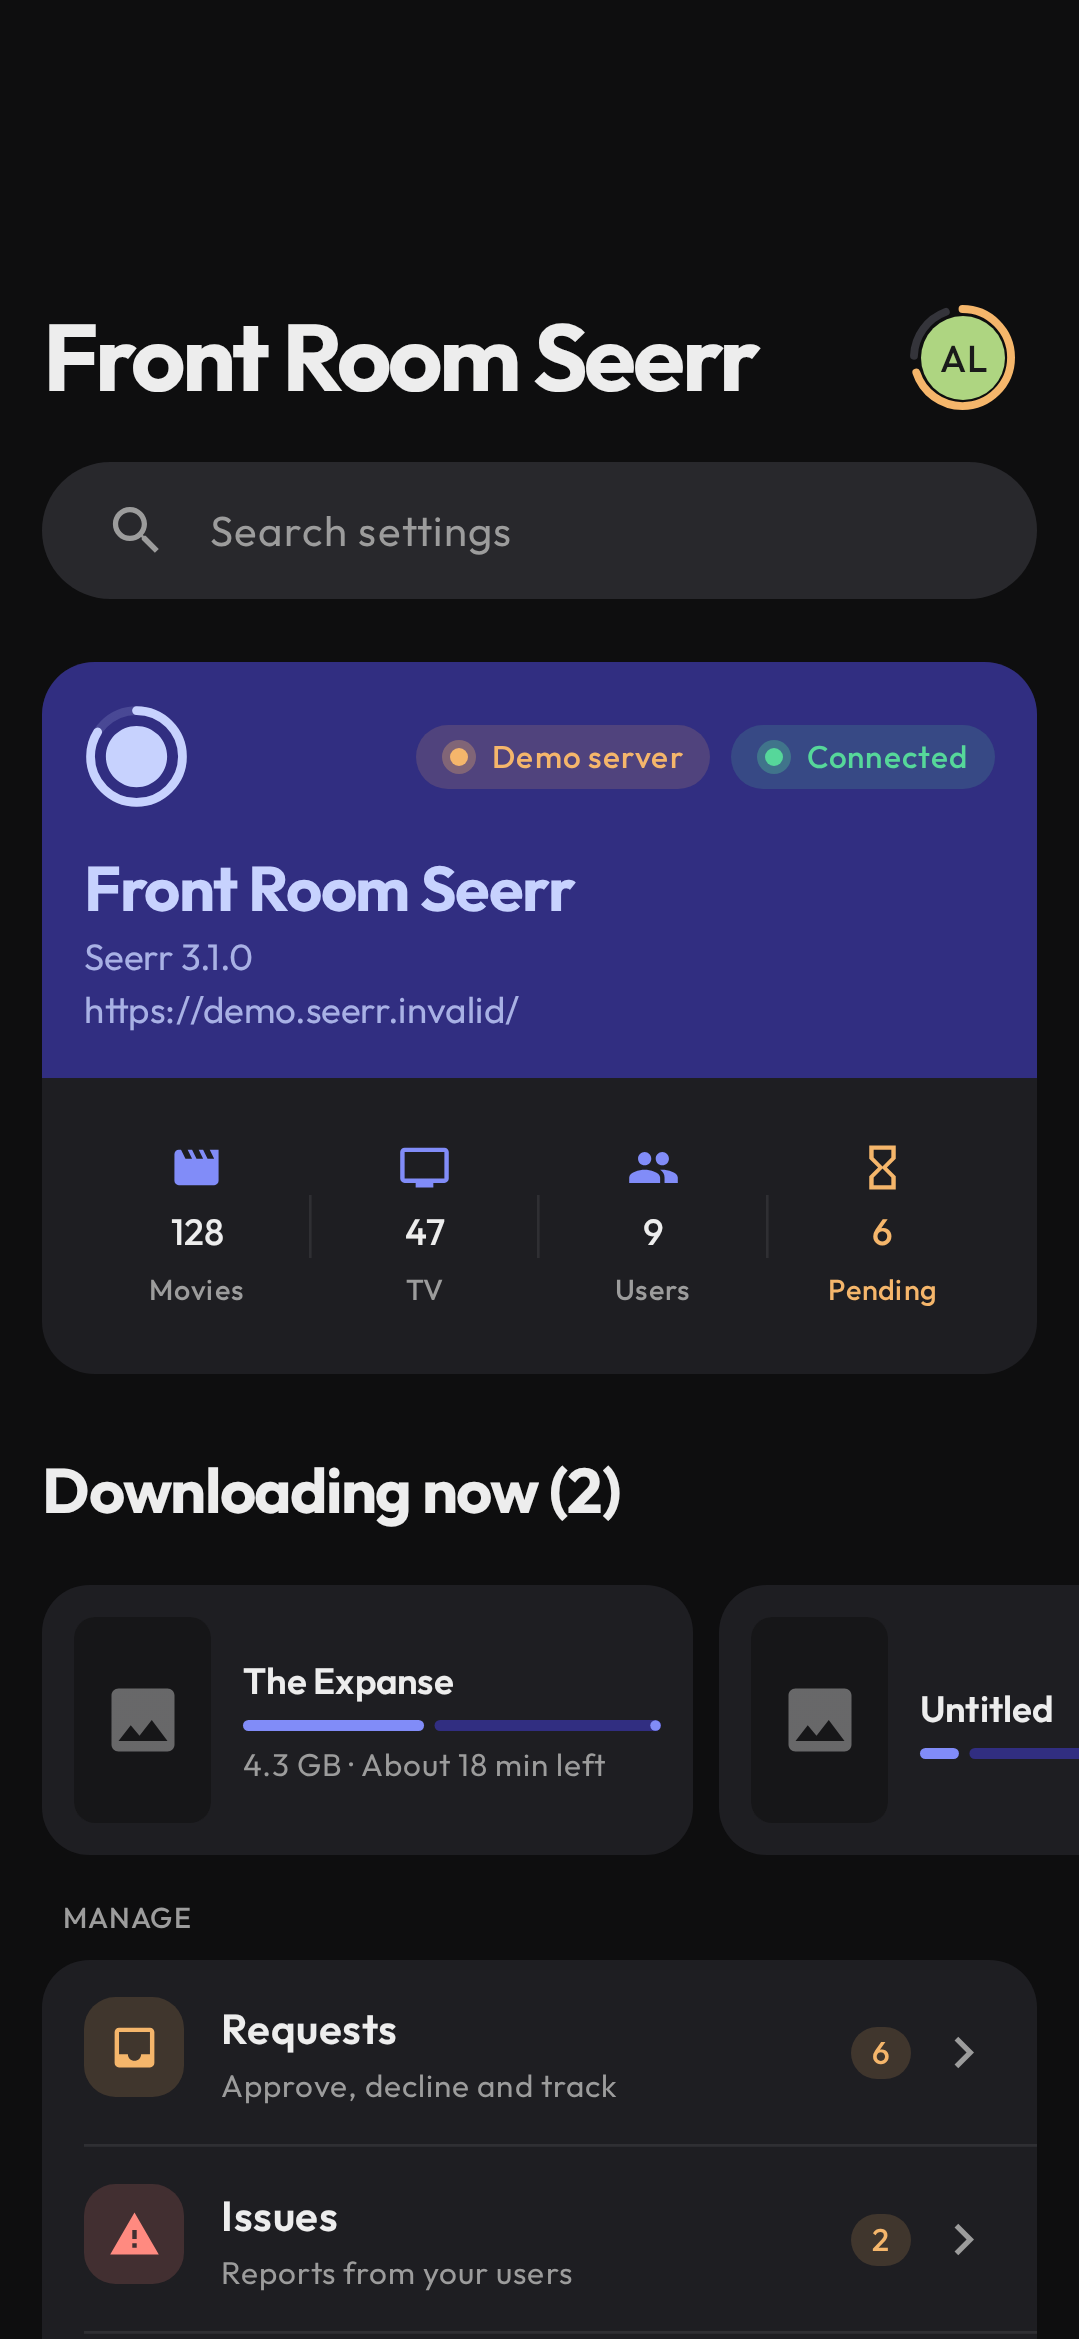 Front Room Seerr
AL
Search settings
Demo server
Connected
Front Room Seerr
Seerr 3.1.0
https://demo.seerr.invalid/
128
47
9
6
Movies
TV
Users
Pending
Downloading now (2)
The Expanse
4.3 GB · About 18 min left
Untitled
MANAGE
Requests
6
Approve, decline and track
Issues
2
Reports from your users